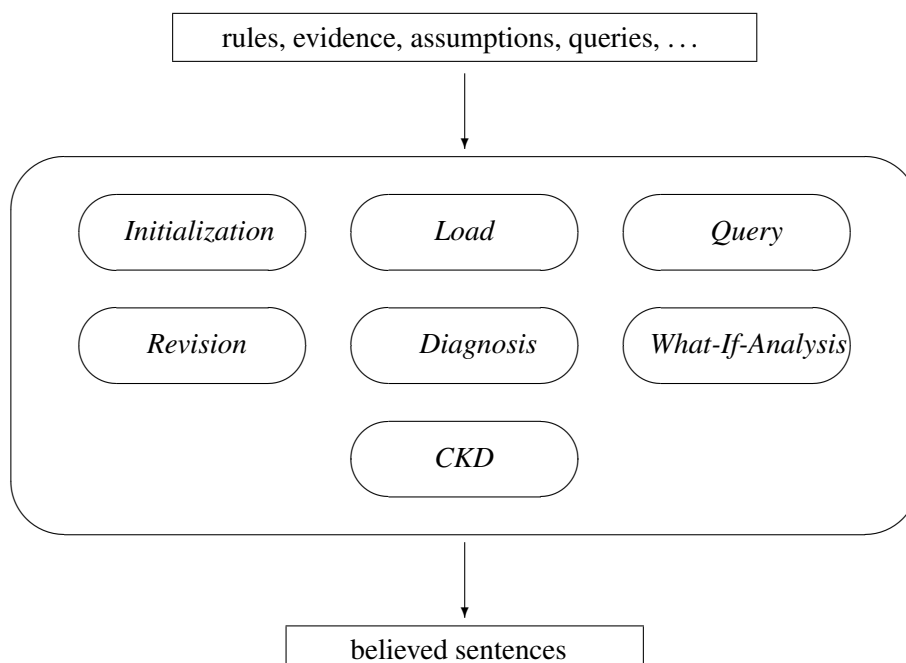 rules, evidence, assumptions, queries, . . .
Initialization
Load
Query
Revision
Diagnosis
What-If-Analysis
CKD
believed sentences